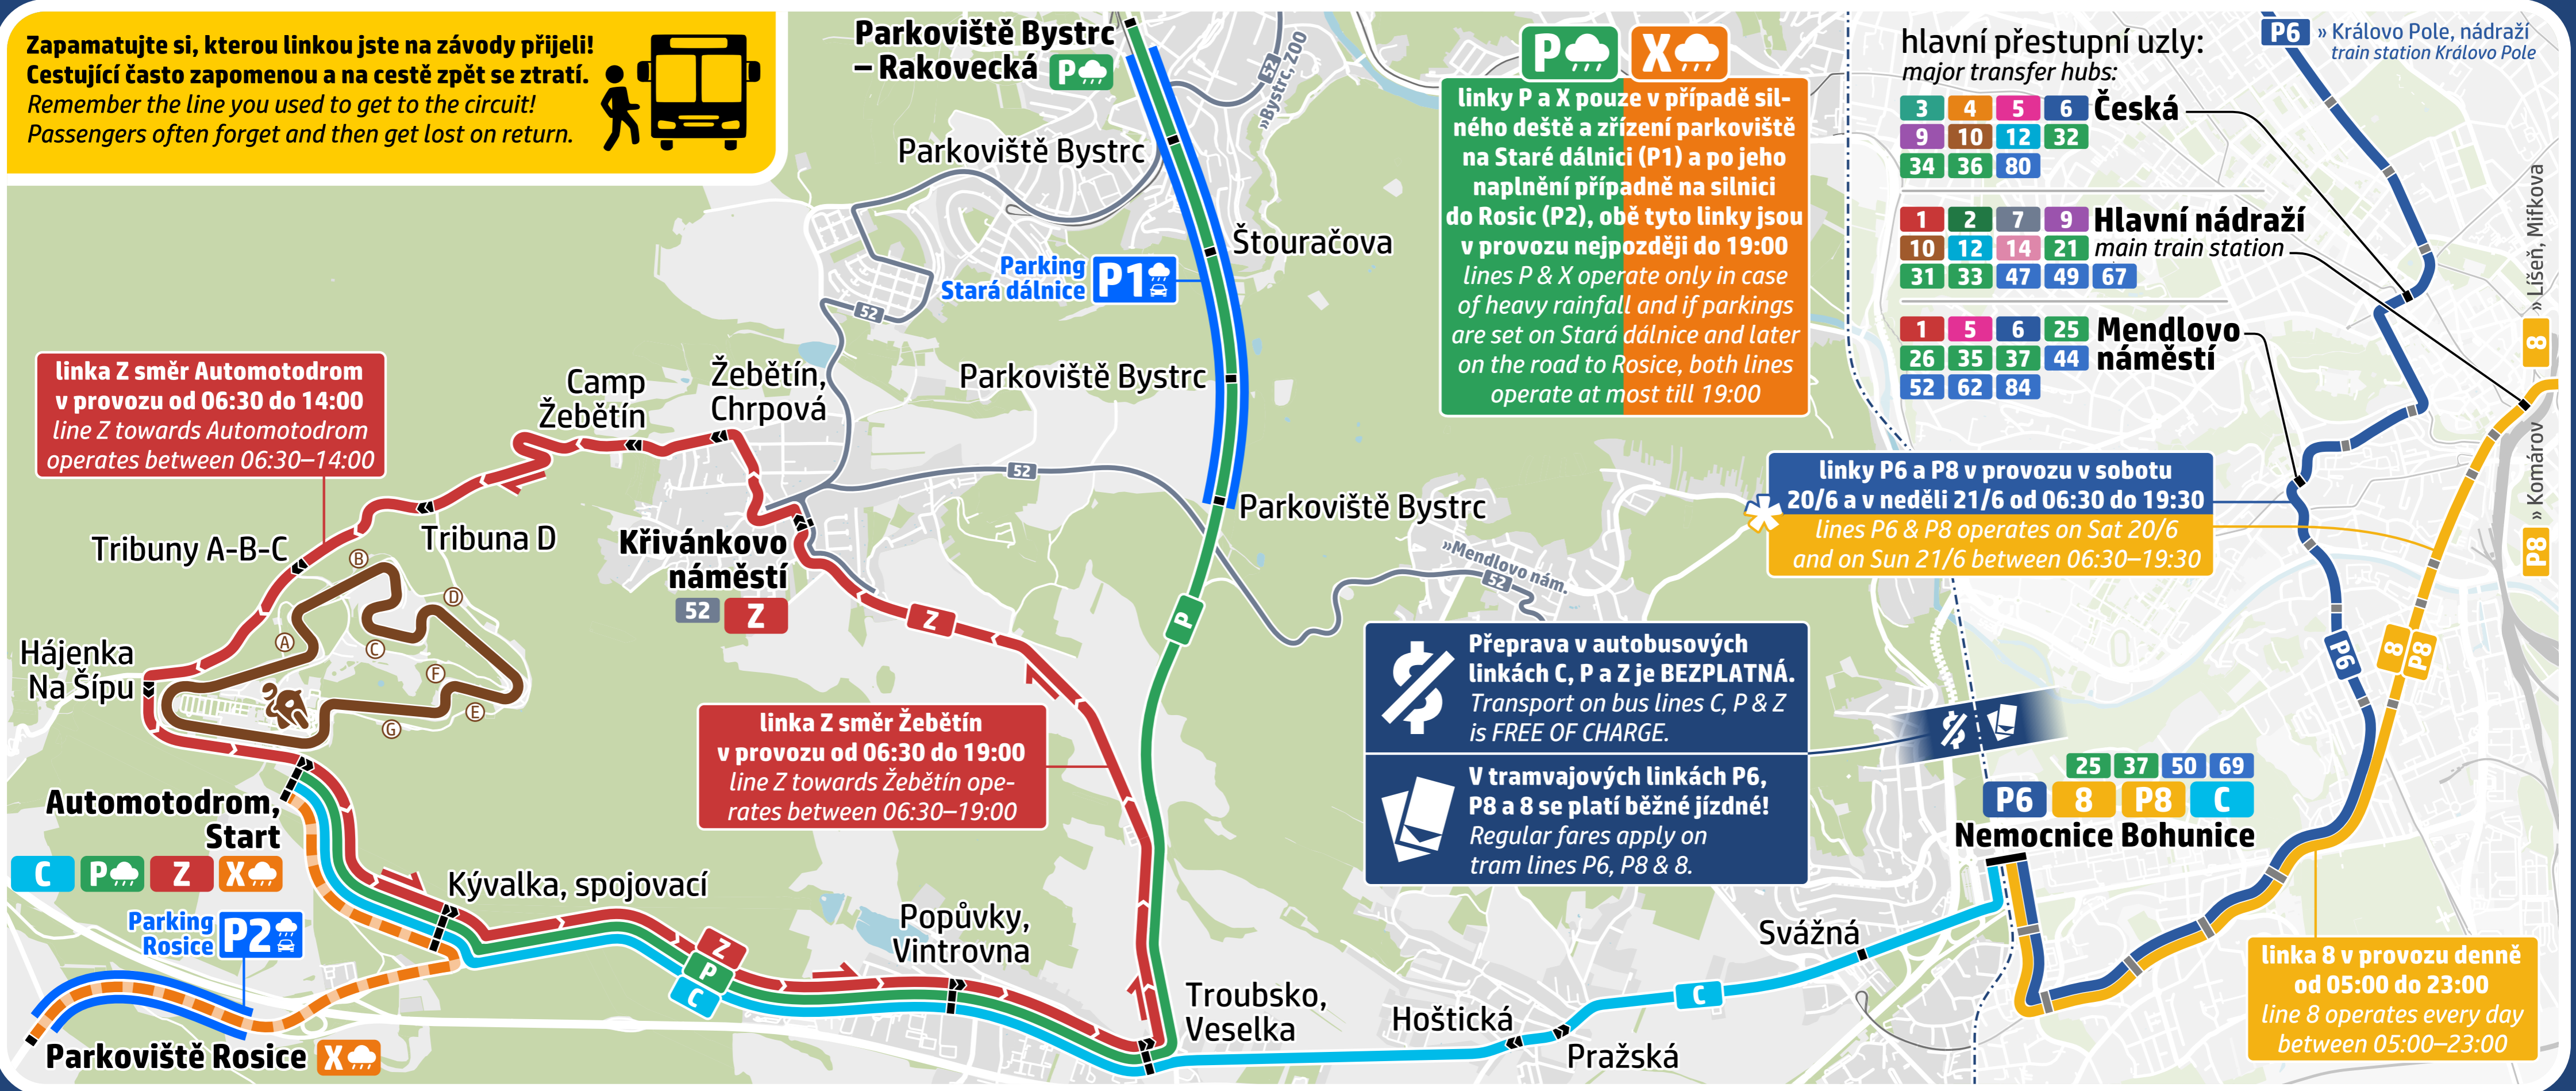 Zapamatujte si, kterou linkou jste na závody přijeli!
Cestující často zapomenou a na cestě zpět se ztratí.
Remember the line you used to get to the circuit!
Passengers often forget and then get lost on return.
Parkoviště Bystrc
– Rakovecká P
52
»Bystrc, ZOO
Parkoviště Bystrc
Štouračova
Parking
Stará dálnice
P1
52
Parkoviště Bystrc
52
Parkoviště Bystrc
»Mendlovo nám.
52
P X
linky P a X pouze v případě sil-
ného deště a zřízení parkoviště
na Staré dálnici (P1) a po jeho
naplnění případně na silnici
do Rosic (P2), obě tyto linky jsou
v provozu nejpozději do 19:00
lines P & X operate only in case
of heavy rainfall and if parkings
are set on Stará dálnice and later
on the road to Rosice, both lines
operate at most till 19:00
hlavní přestupní uzly:
major transfer hubs:
3 4 5 6 Česká
9 10 12 32
34 36 80
1 2 7 9 Hlavní nádraží
10 12 14 21 main train station
31 33 47 49 67
1 5 6 25 Mendlovo
26 35 37 44 náměstí
52 62 84
P6 » Královo Pole, nádraží
train station Královo Pole
8 » Líšeň, Mifkova
P8 » Komárov
linky P6 a P8 v provozu v sobotu
20/6 a v neděli 21/6 od 06:30 do 19:30
lines P6 & P8 operates on Sat 20/6
and on Sun 21/6 between 06:30–19:30
P6
8
P8
linka Z směr Automotodrom
v provozu od 06:30 do 14:00
line Z towards Automotodrom
operates between 06:30–14:00
Camp
Žebětín
Žebětín,
Chrpová
Tribuny A-B-C
Tribuna D
Křivánkovo
náměstí
52 Z
Z
P
Hájenka
Na Šípu
A
B
C
D
E
F
G
linka Z směr Žebětín
v provozu od 06:30 do 19:00
line Z towards Žebětín ope-
rates between 06:30–19:00
Přeprava v autobusových
linkách C, P a Z je BEZPLATNÁ.
Transport on bus lines C, P & Z
is FREE OF CHARGE.
V tramvajových linkách P6,
P8 a 8 se platí běžné jízdné!
Regular fares apply on
tram lines P6, P8 & 8.
25 37 50 69
P6 8 P8 C
Nemocnice Bohunice
Automotodrom,
Start
C P Z X
Kývalka, spojovací
Parking
Rosice
P2
Z
P
C
Popůvky,
Vintrovna
Troubsko,
Veselka
Hoštická
Pražská
C
Svážná
Parkoviště Rosice X
linka 8 v provozu denně
od 05:00 do 23:00
line 8 operates every day
between 05:00–23:00